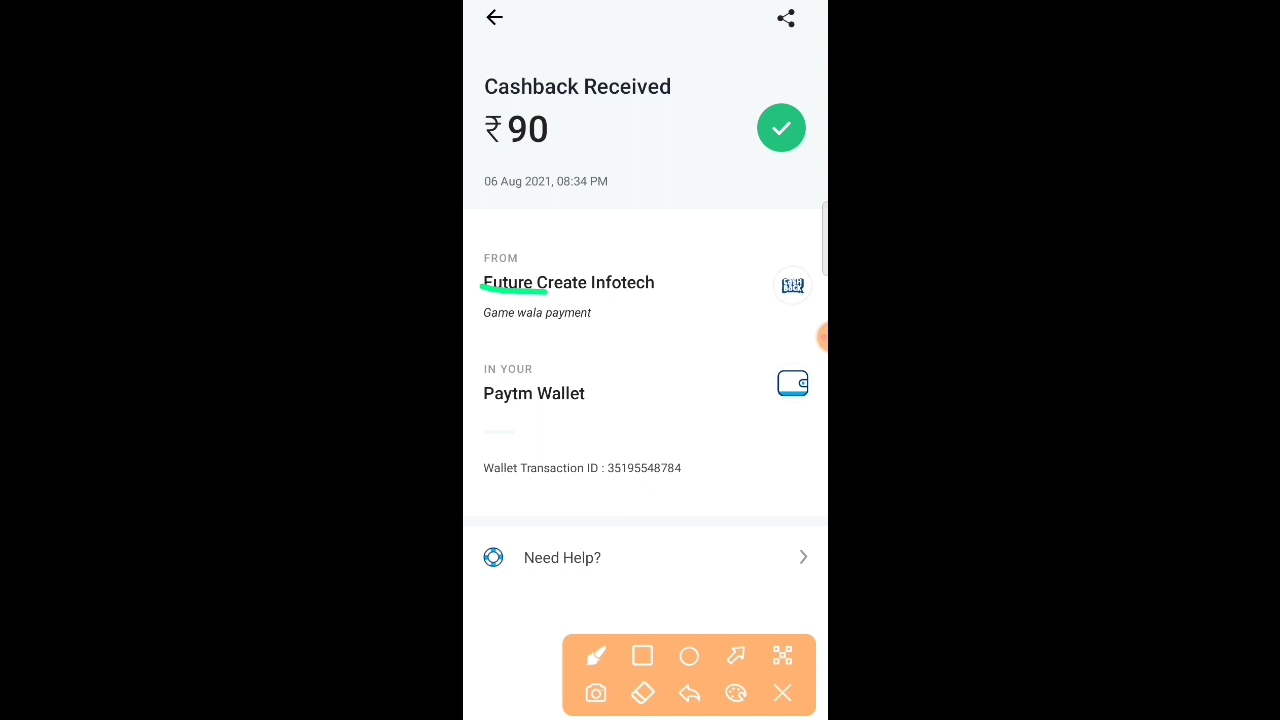 Cashback Received
₹90
06 Aug 2021, 08:34 PM
FROM
Future Create Infotech
Game wala payment
IN YOUR
Paytm Wallet
Wallet Transaction ID : 35195548784
Need Help?